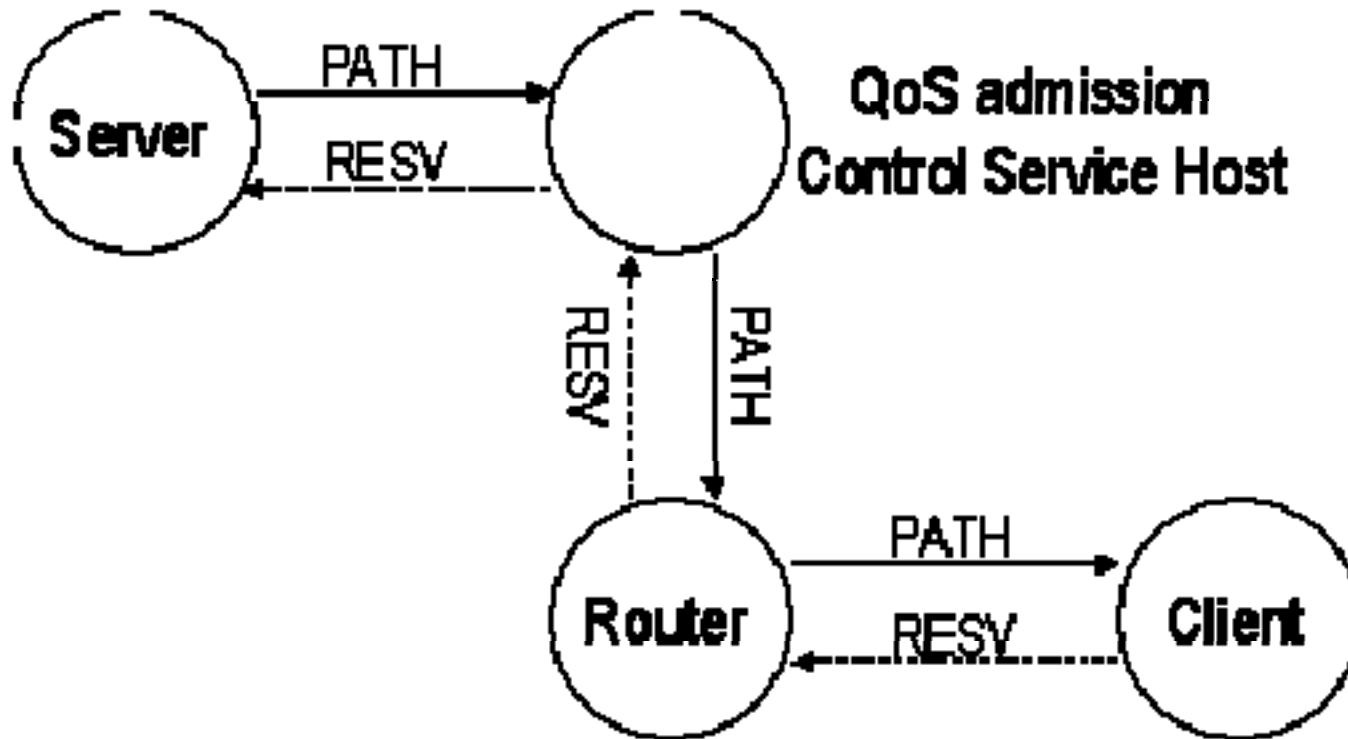 PATH
Server
RESV
QoS admission
Control Service Host
RESV
PATH
PATH
Router
RESV
Client